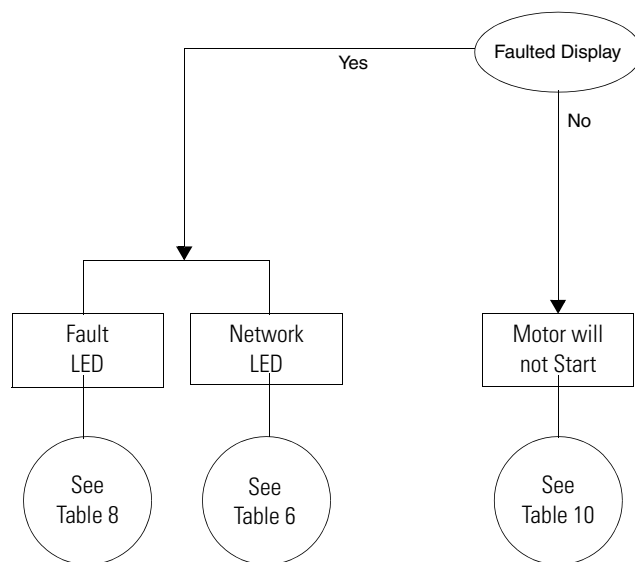 Faulted Display
Yes
No
Fault
LED
Network
LED
Motor will
not Start
See
Table 8
See
Table 6
See
Table 10